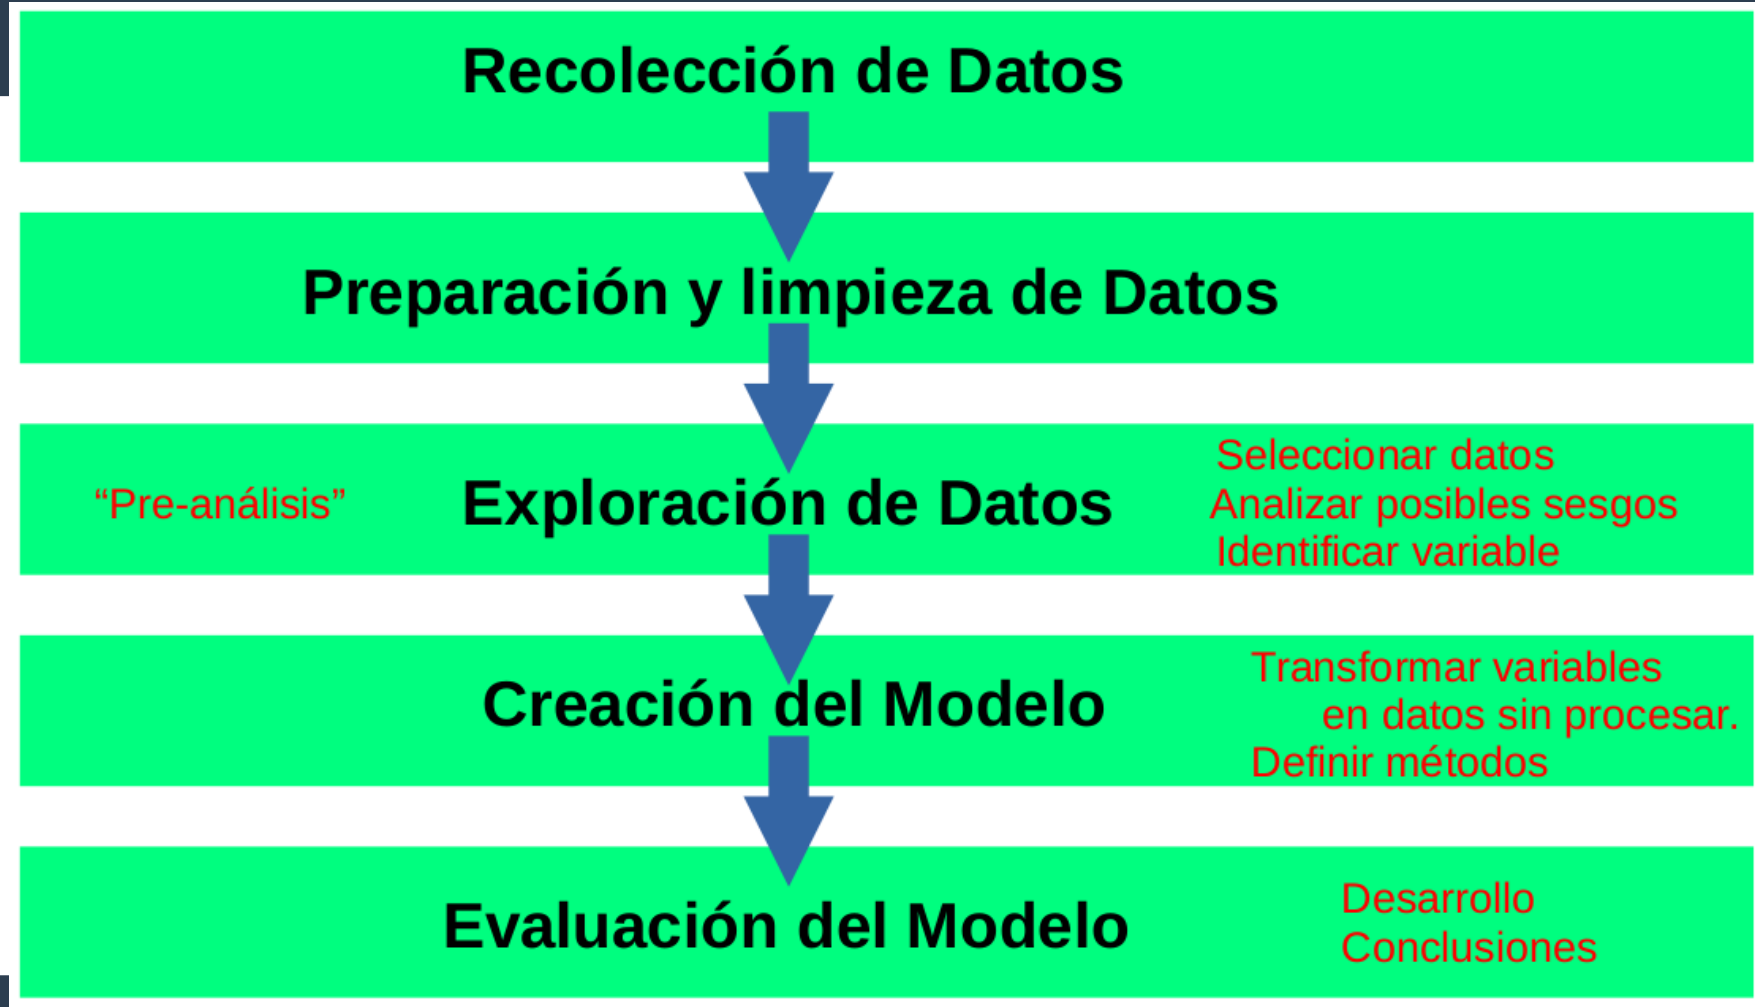 Recolección de Datos
Preparación y limpieza de Datos
“Pre-análisis”
Exploración de Datos
Seleccionar datos
Analizar posibles sesgos
Identificar variable
Creación del Modelo
Transformar variables
en datos sin procesar.
Definir métodos
Evaluación del Modelo
Desarrollo
Conclusiones